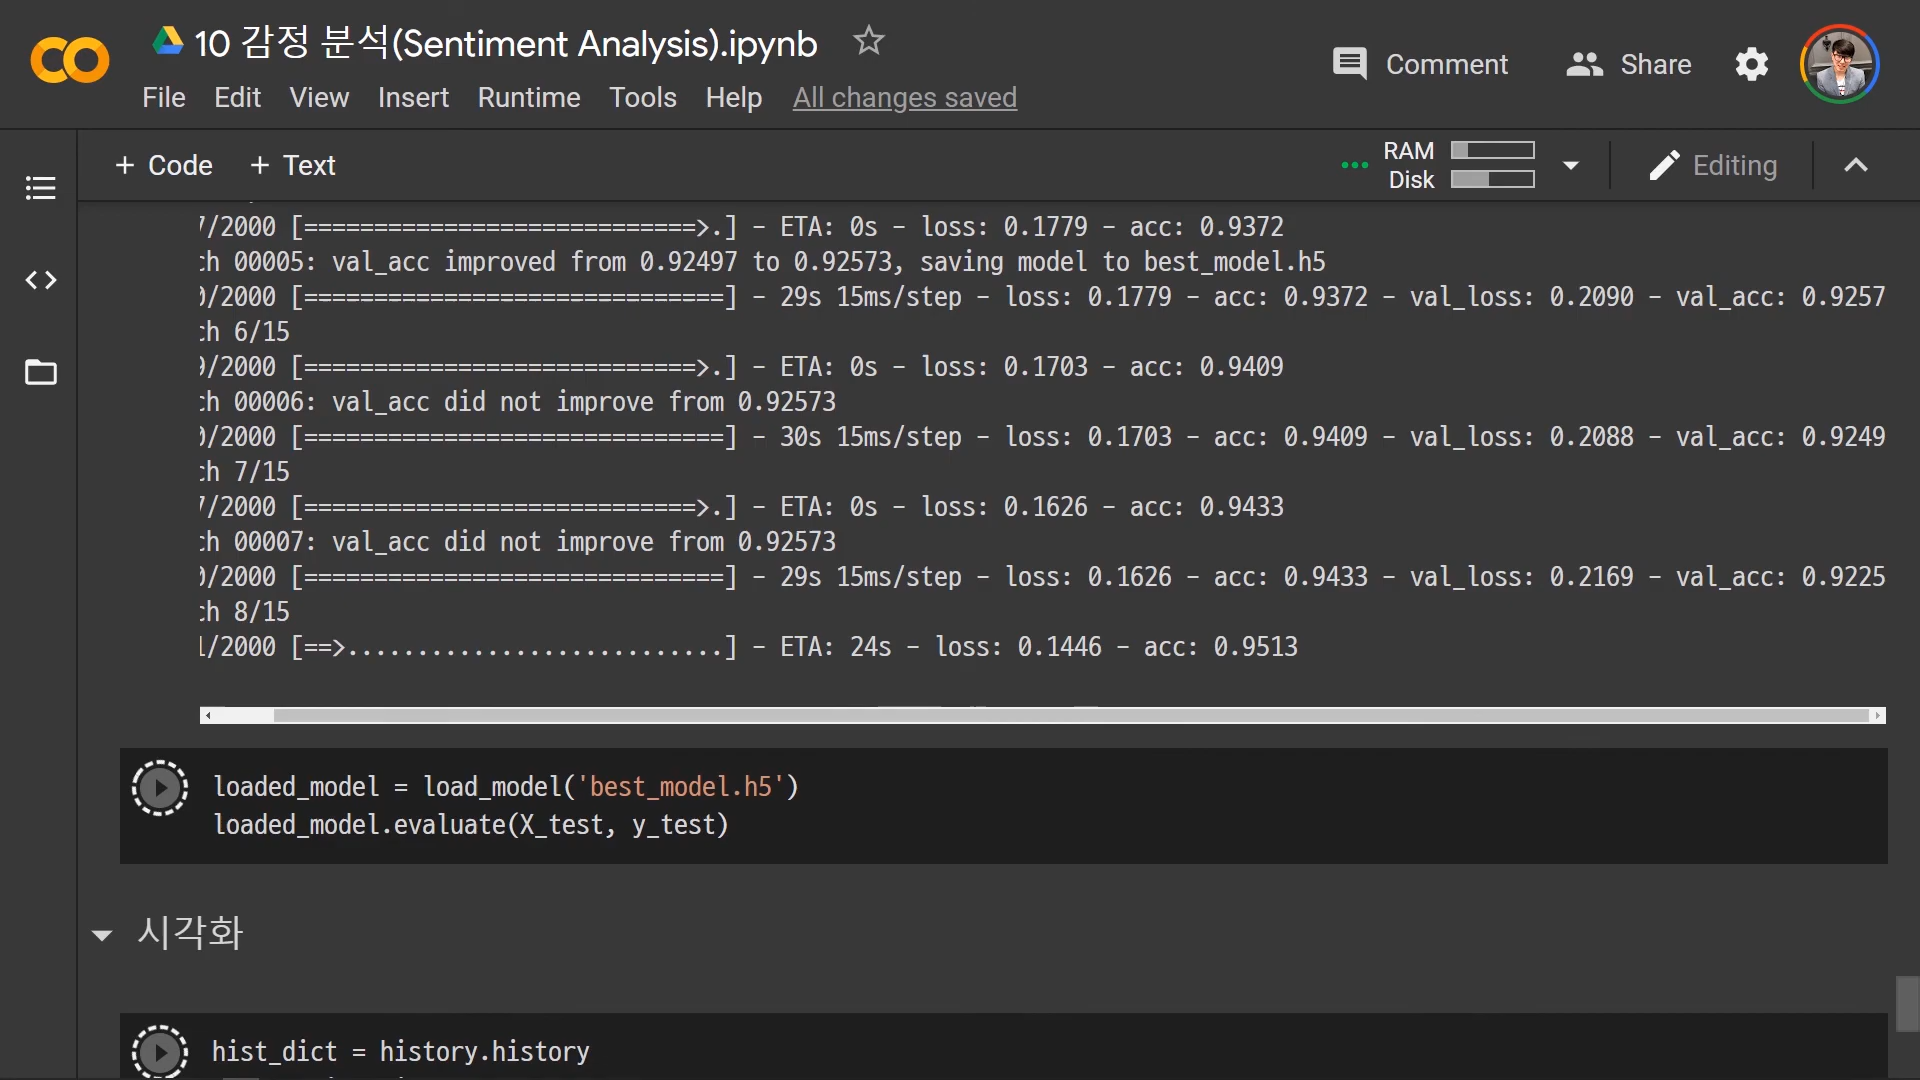 10 감정 분석(Sentiment Analysis).ipynb
Comment
Share
File Edit View Insert Runtime Tools Help All changes saved
+ Code + Text
RAM
Disk
Editing
/2000 [============================>.] - ETA: 0s - loss: 0.1779 - acc: 0.9372
ch 00005: val_acc improved from 0.92497 to 0.92573, saving model to best_model.h5
/2000 [==============================] - 29s 15ms/step - loss: 0.1779 - acc: 0.9372 - val_loss: 0.2090 - val_acc: 0.9257
ch 6/15
/2000 [============================>.] - ETA: 0s - loss: 0.1703 - acc: 0.9409
ch 00006: val_acc did not improve from 0.92573
/2000 [==============================] - 30s 15ms/step - loss: 0.1703 - acc: 0.9409 - val_loss: 0.2088 - val_acc: 0.9249
ch 7/15
/2000 [============================>.] - ETA: 0s - loss: 0.1626 - acc: 0.9433
ch 00007: val_acc did not improve from 0.92573
/2000 [==============================] - 29s 15ms/step - loss: 0.1626 - acc: 0.9433 - val_loss: 0.2169 - val_acc: 0.9225
ch 8/15
/2000 [==>...........................] - ETA: 24s - loss: 0.1446 - acc: 0.9513
loaded_model = load_model('best_model.h5')
loaded_model.evaluate(X_test, y_test)
시각화
hist_dict = history.history